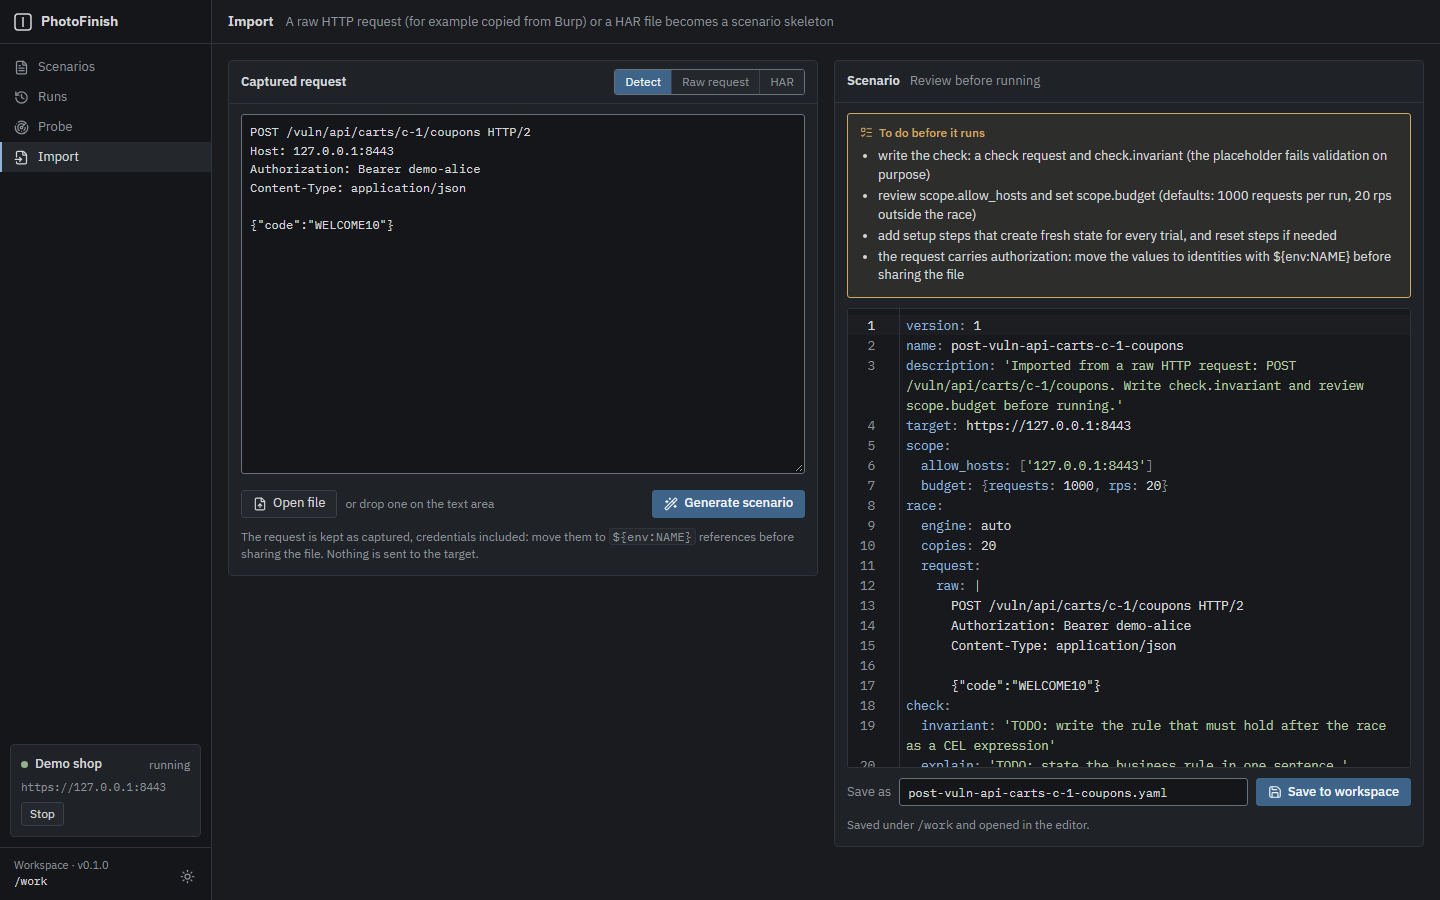 PhotoFinish
Scenarios
Runs
Probe
Import
Demo shop running
https://127.0.0.1:8443
Stop
Workspace · v0.1.0
/work
Import A raw HTTP request (for example copied from Burp) or a HAR file becomes a scenario skeleton
Captured request Detect Raw request HAR
POST /vuln/api/carts/c-1/coupons HTTP/2
Host: 127.0.0.1:8443
Authorization: Bearer demo-alice
Content-Type: application/json
{"code":"WELCOME10"}
Open file or drop one on the text area Generate scenario
The request is kept as captured, credentials included: move them to ${env:NAME} references before
sharing the file. Nothing is sent to the target.
Scenario Review before running
To do before it runs
• write the check: a check request and check.invariant (the placeholder fails validation on
purpose)
• review scope.allow_hosts and set scope.budget (defaults: 1000 requests per run, 20 rps
outside the race)
• add setup steps that create fresh state for every trial, and reset steps if needed
• the request carries authorization: move the values to identities with ${env:NAME} before
sharing the file
1 version: 1
2 name: post-vuln-api-carts-c-1-coupons
3 description: 'Imported from a raw HTTP request: POST
/vuln/api/carts/c-1/coupons. Write check.invariant and review
scope.budget before running.'
4 target: https://127.0.0.1:8443
5 scope:
6 allow_hosts: ['127.0.0.1:8443']
7 budget: {requests: 1000, rps: 20}
8 race:
9 engine: auto
10 copies: 20
11 request:
12 raw: |
13 POST /vuln/api/carts/c-1/coupons HTTP/2
14 Authorization: Bearer demo-alice
15 Content-Type: application/json
16
17 {"code":"WELCOME10"}
18 check:
19 invariant: 'TODO: write the rule that must hold after the race
as a CEL expression'
20 explain: 'TODO: state the business rule in one sentence.'
Save as post-vuln-api-carts-c-1-coupons.yaml Save to workspace
Saved under /work and opened in the editor.